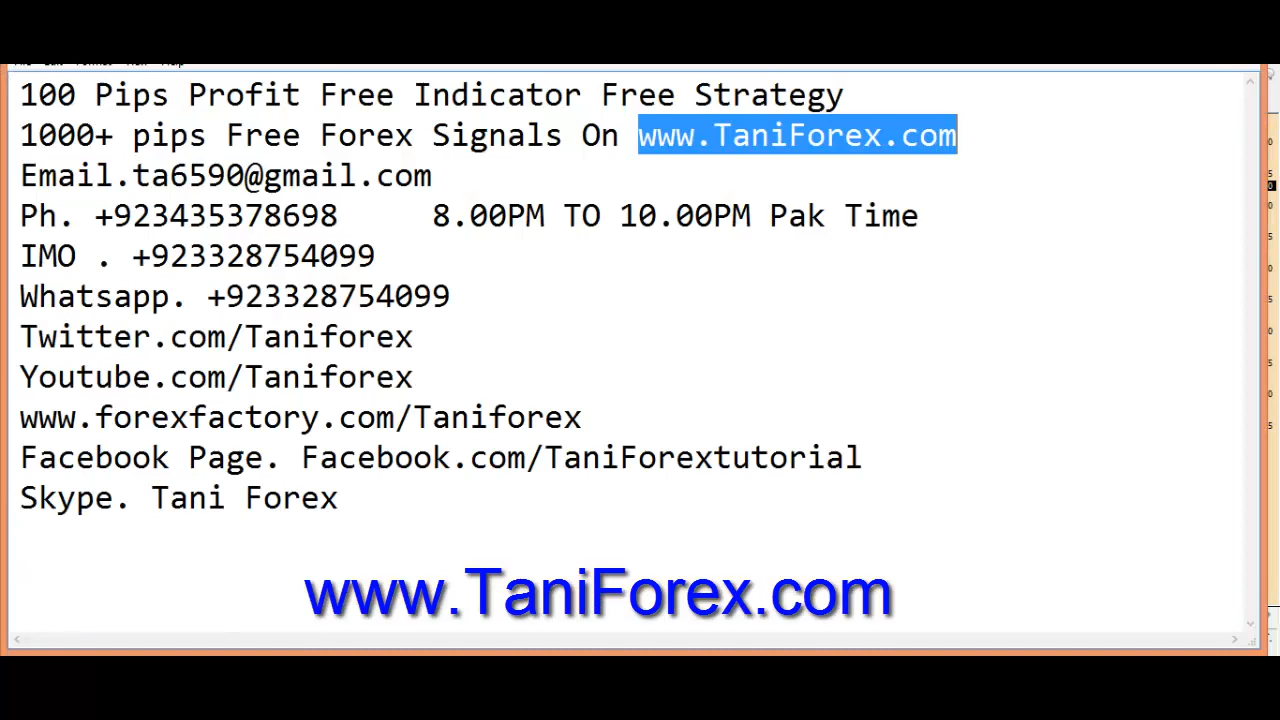 100 Pips Profit Free Indicator Free Strategy
1000+ pips Free Forex Signals On www.TaniForex.com
Email.ta6590@gmail.com
Ph. +923435378698     8.00PM TO 10.00PM Pak Time
IMO . +923328754099
Whatsapp. +923328754099
Twitter.com/Taniforex
Youtube.com/Taniforex
www.forexfactory.com/Taniforex
Facebook Page. Facebook.com/TaniForextutorial
Skype. Tani Forex
www.TaniForex.com